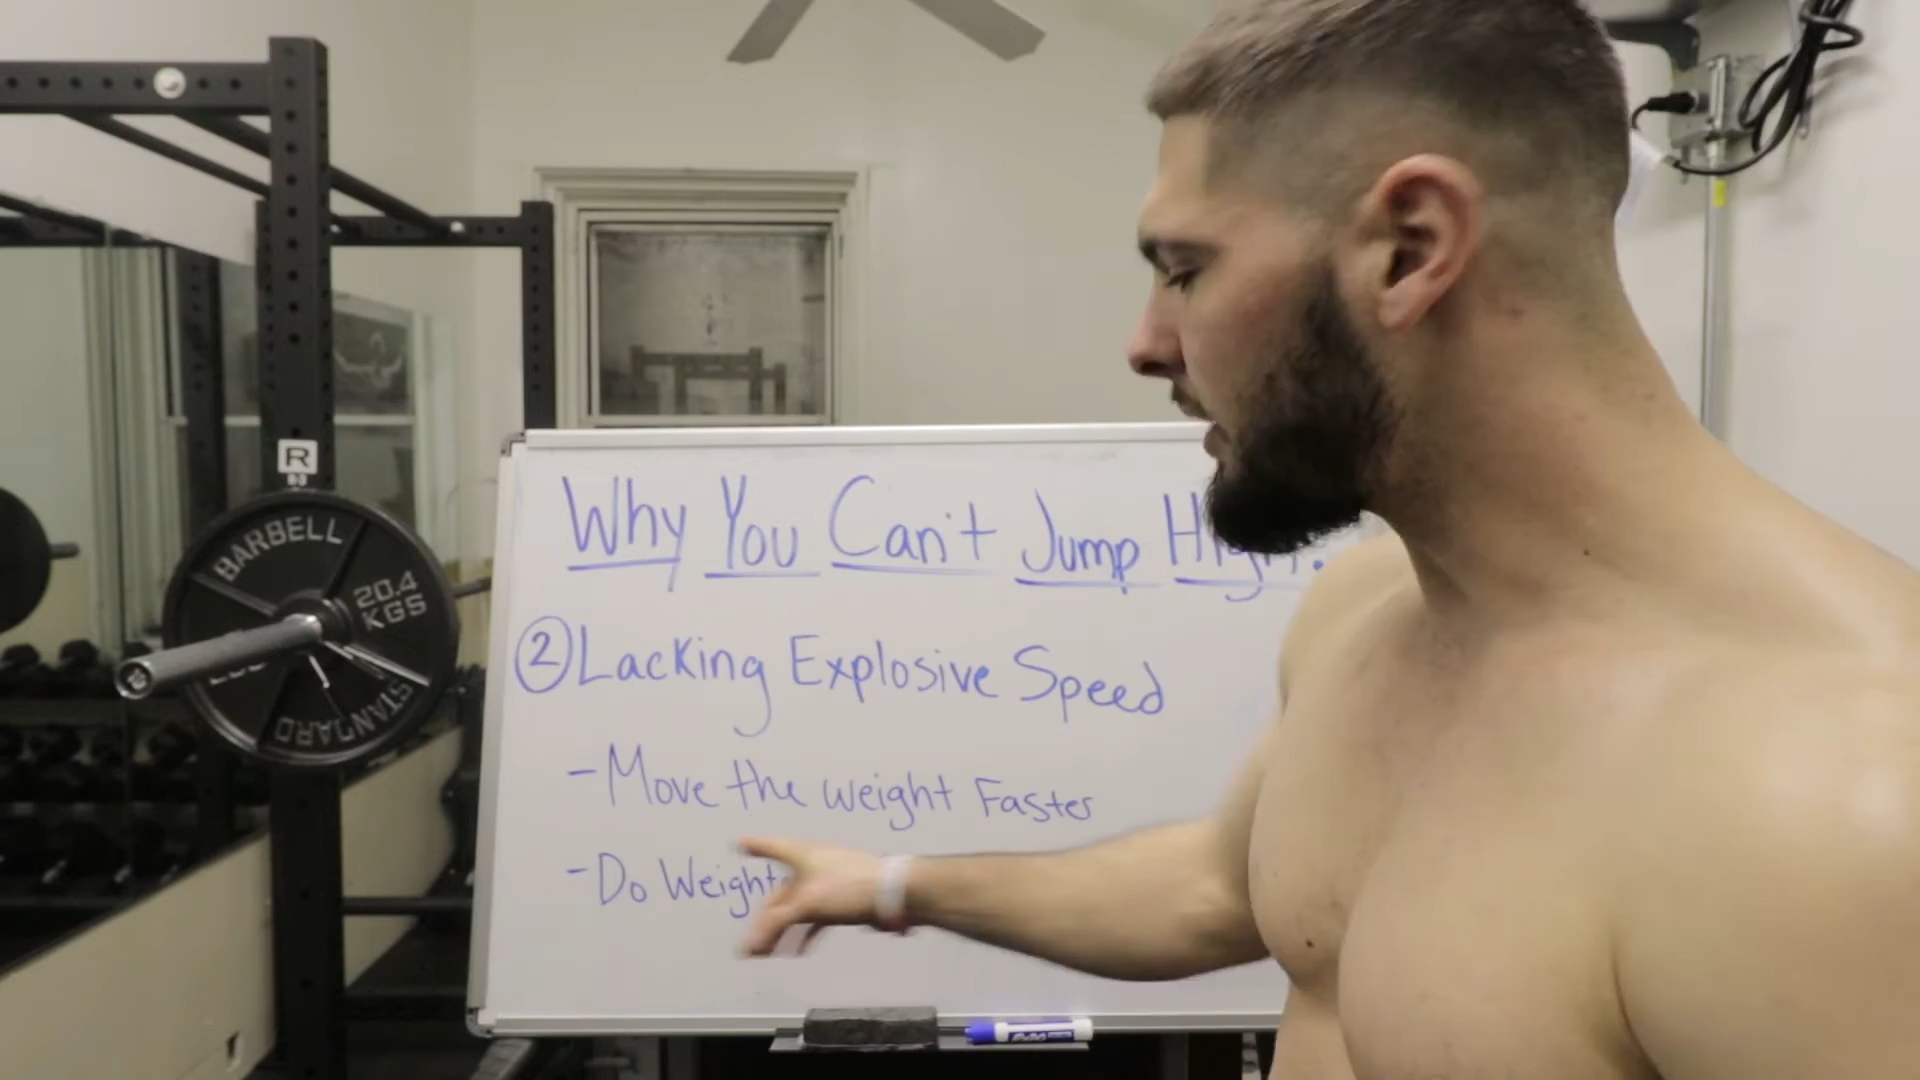 R
BARBELL
20.4
KGS
STANDARD
Why You Can't Jump High?
② Lacking Explosive Speed
- Move the weight Faster
- Do Weight